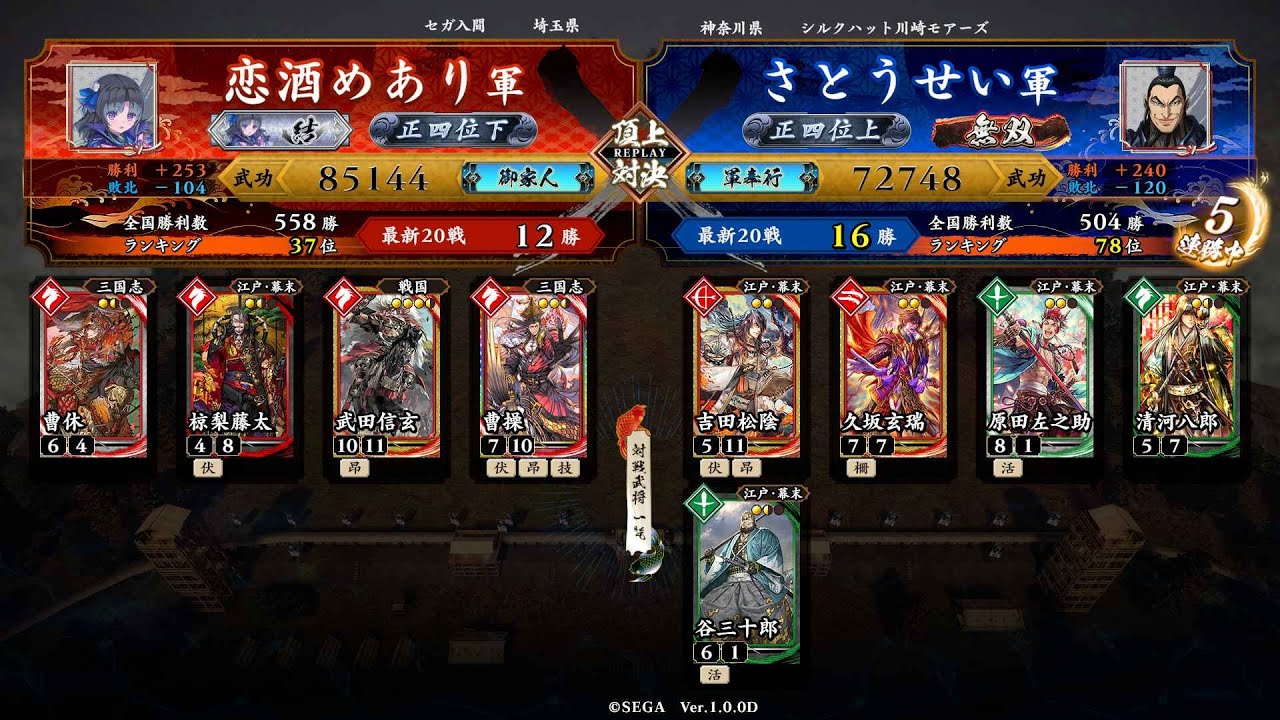 セガ入間 埼玉県
神奈川県 シルクハット川崎モアーズ
恋酒めあり軍
さとうせい軍
結 正四位下
正四位上 無双
頂上
REPLAY
対決
勝利 +253
敗北 -104
武功 85144 御家人
軍奉行 72748 武功
勝利 +240
敗北 -120
全国勝利数 558勝
ランキング 37位
最新20戦 12勝
最新20戦 16勝
全国勝利数 504勝
ランキング 78位
5
連勝中
三国志
曹休
6 4
江戸・幕末
椋梨藤太
4 8
伏
戦国
武田信玄
10 11
昂
三国志
曹操
7 10
伏 昂 技
対戦武将一覧
江戸・幕末
吉田松陰
5 11
伏 昂
江戸・幕末
久坂玄瑞
7 7
柵
江戸・幕末
原田左之助
8 1
活
江戸・幕末
清河八郎
5 7
江戸・幕末
谷三十郎
6 1
活
©SEGA Ver.1.0.0D